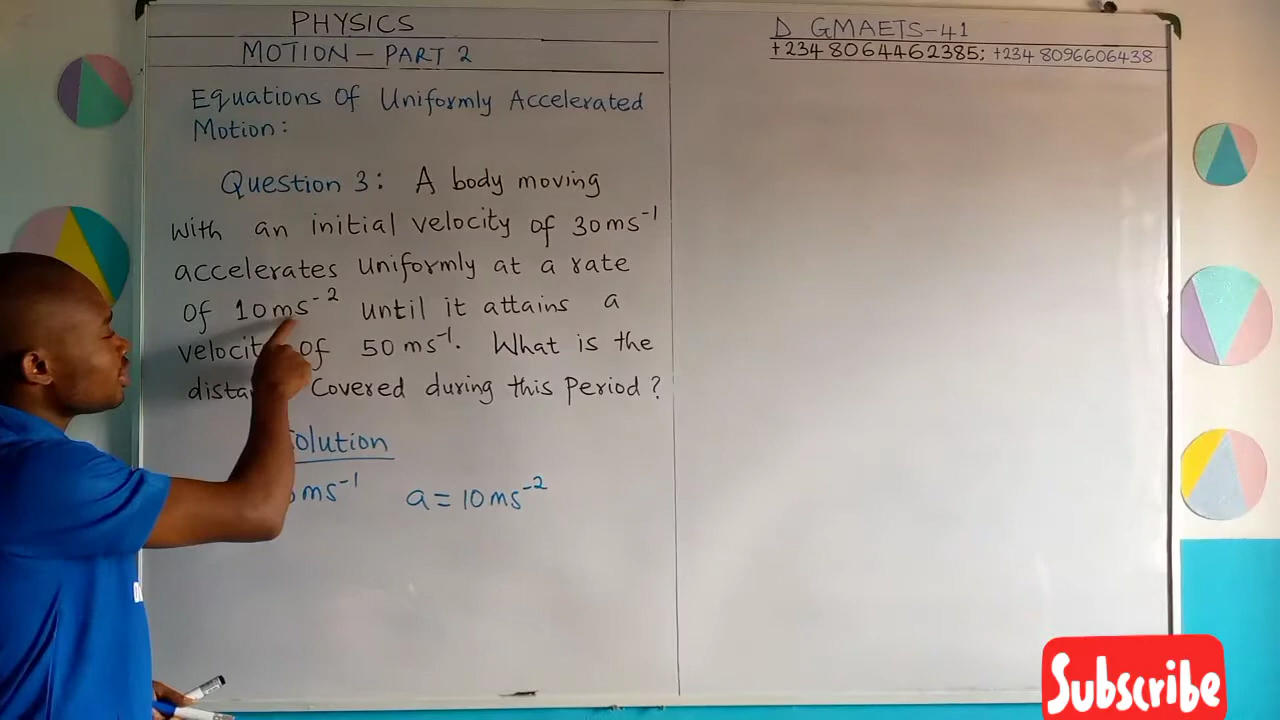 PHYSICS
MOTION - PART 2
Equations Of Uniformly Accelerated
Motion:
Question 3: A body moving
with an initial velocity of 30ms⁻¹
accelerates uniformly at a rate
of 10ms⁻² until it attains a
velocity of 50ms⁻¹. What is the
Covered during this Period?
olution
ms⁻¹ a=10ms⁻²
D GMAETS-41
+234 8064462385; +234 8096606438
Subscribe